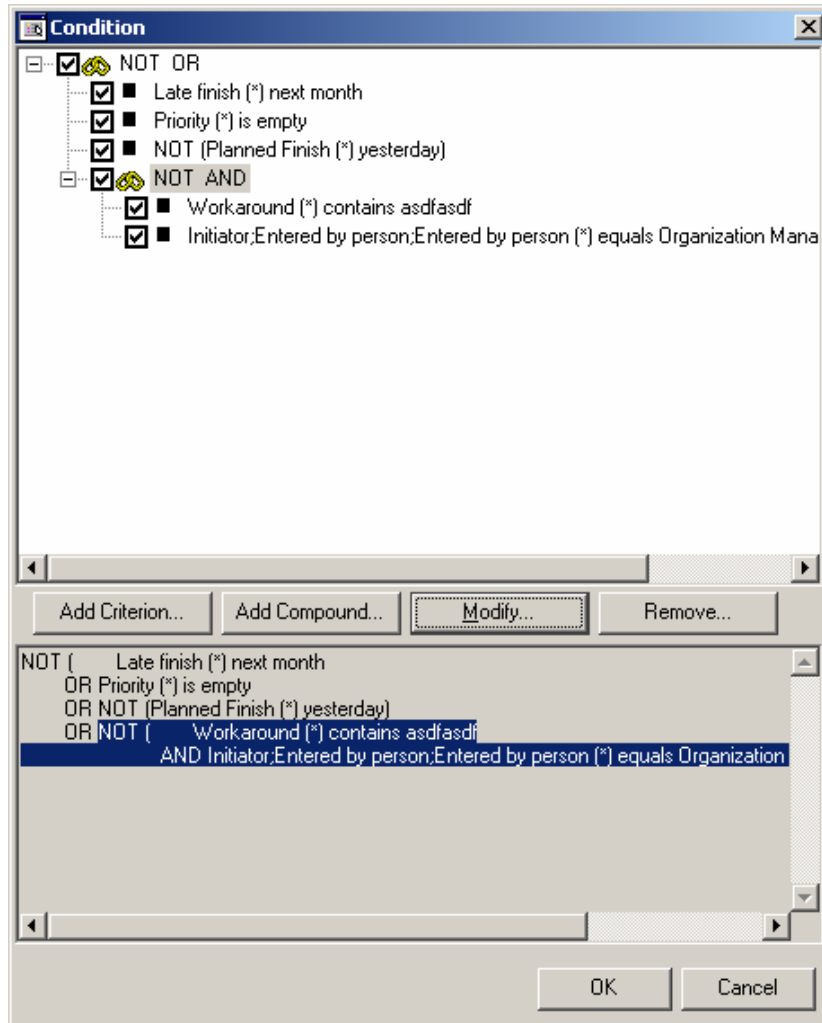 Condition
NOT OR
Late finish (*) next month
Priority (*) is empty
NOT (Planned Finish (*) yesterday)
NOT AND
Workaround (*) contains asdfasdf
Initiator;Entered by person;Entered by person (*) equals Organization Mana
Add Criterion... Add Compound... Modify... Remove...
NOT ( Late finish (*) next month
OR Priority (*) is empty
OR NOT (Planned Finish (*) yesterday)
OR NOT ( Workaround (*) contains asdfasdf
AND Initiator;Entered by person;Entered by person (*) equals Organization
OK Cancel